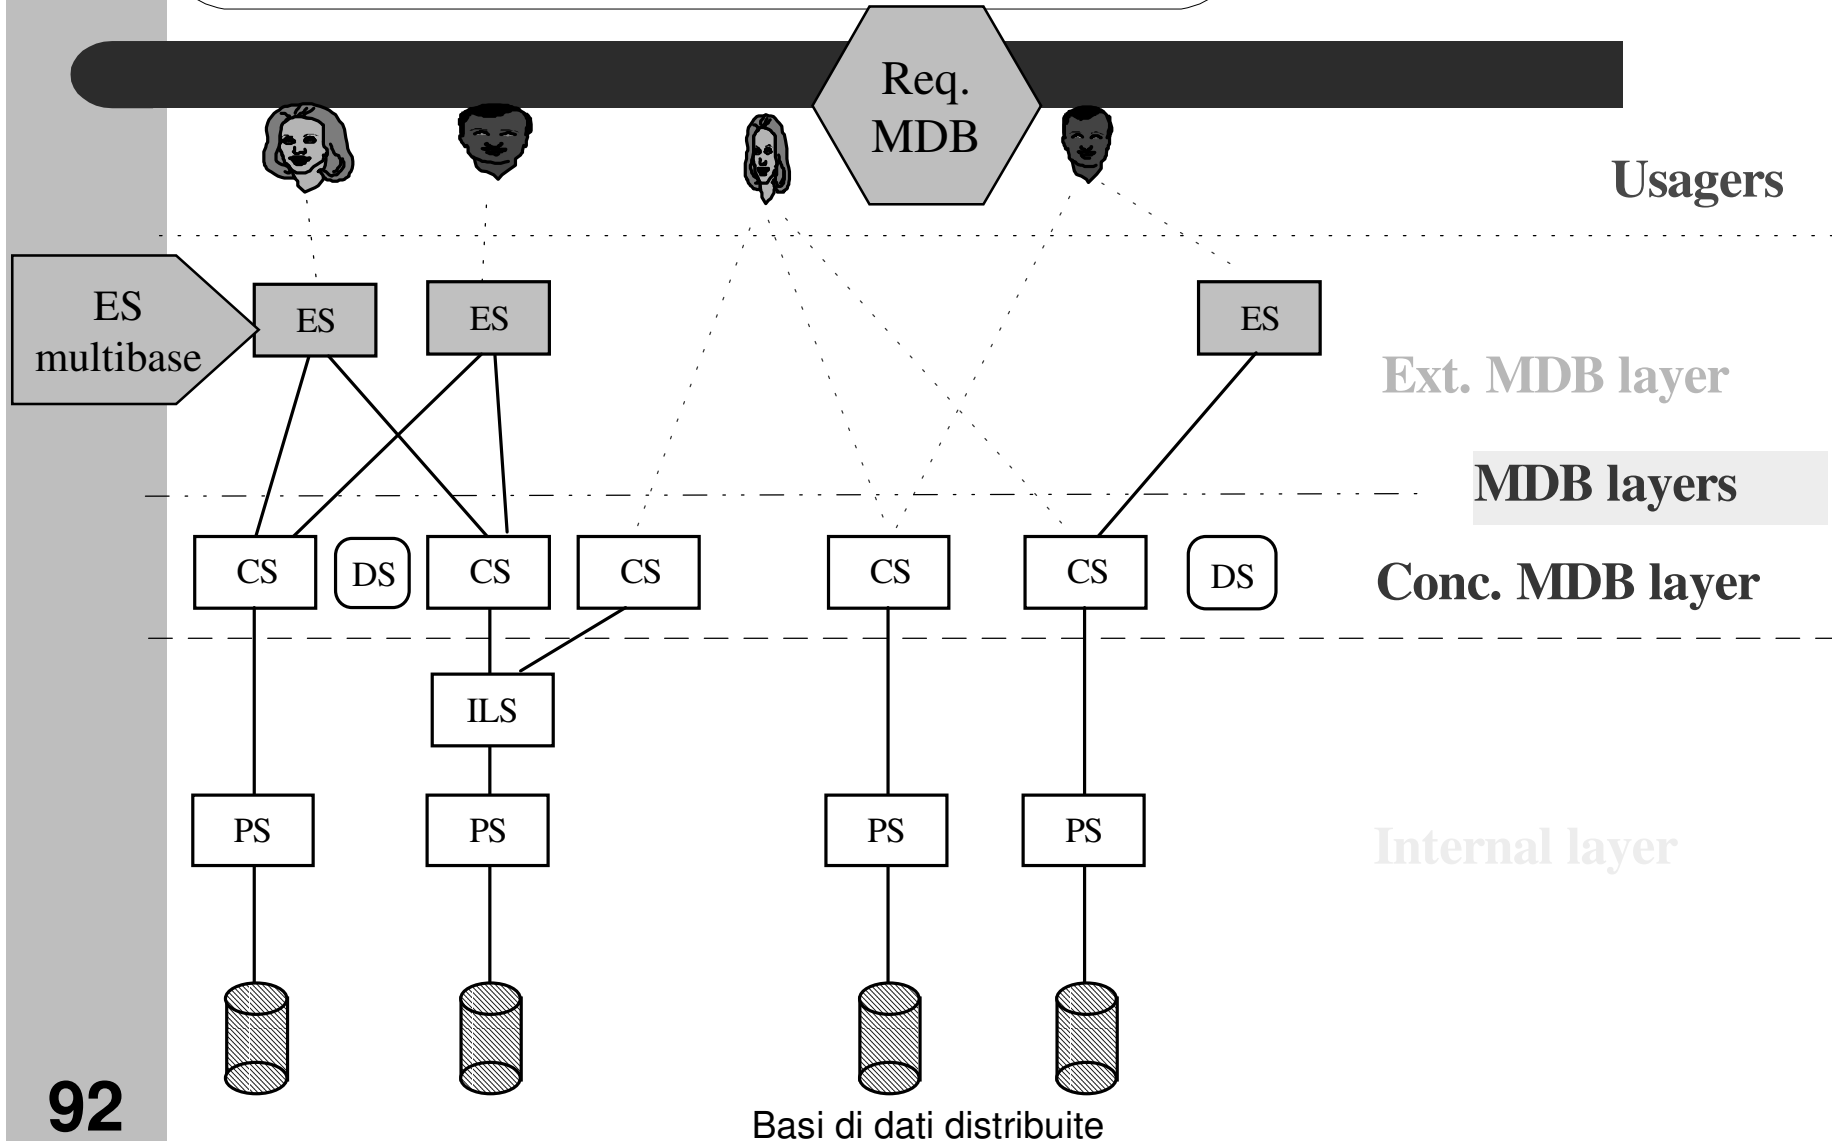 Req.
MDB
Usagers
ES
multibase
ES
ES
ES
Ext. MDB layer
MDB layers
CS
DS
CS
CS
CS
CS
DS
Conc. MDB layer
ILS
PS
PS
PS
PS
Internal layer
92
Basi di dati distribuite